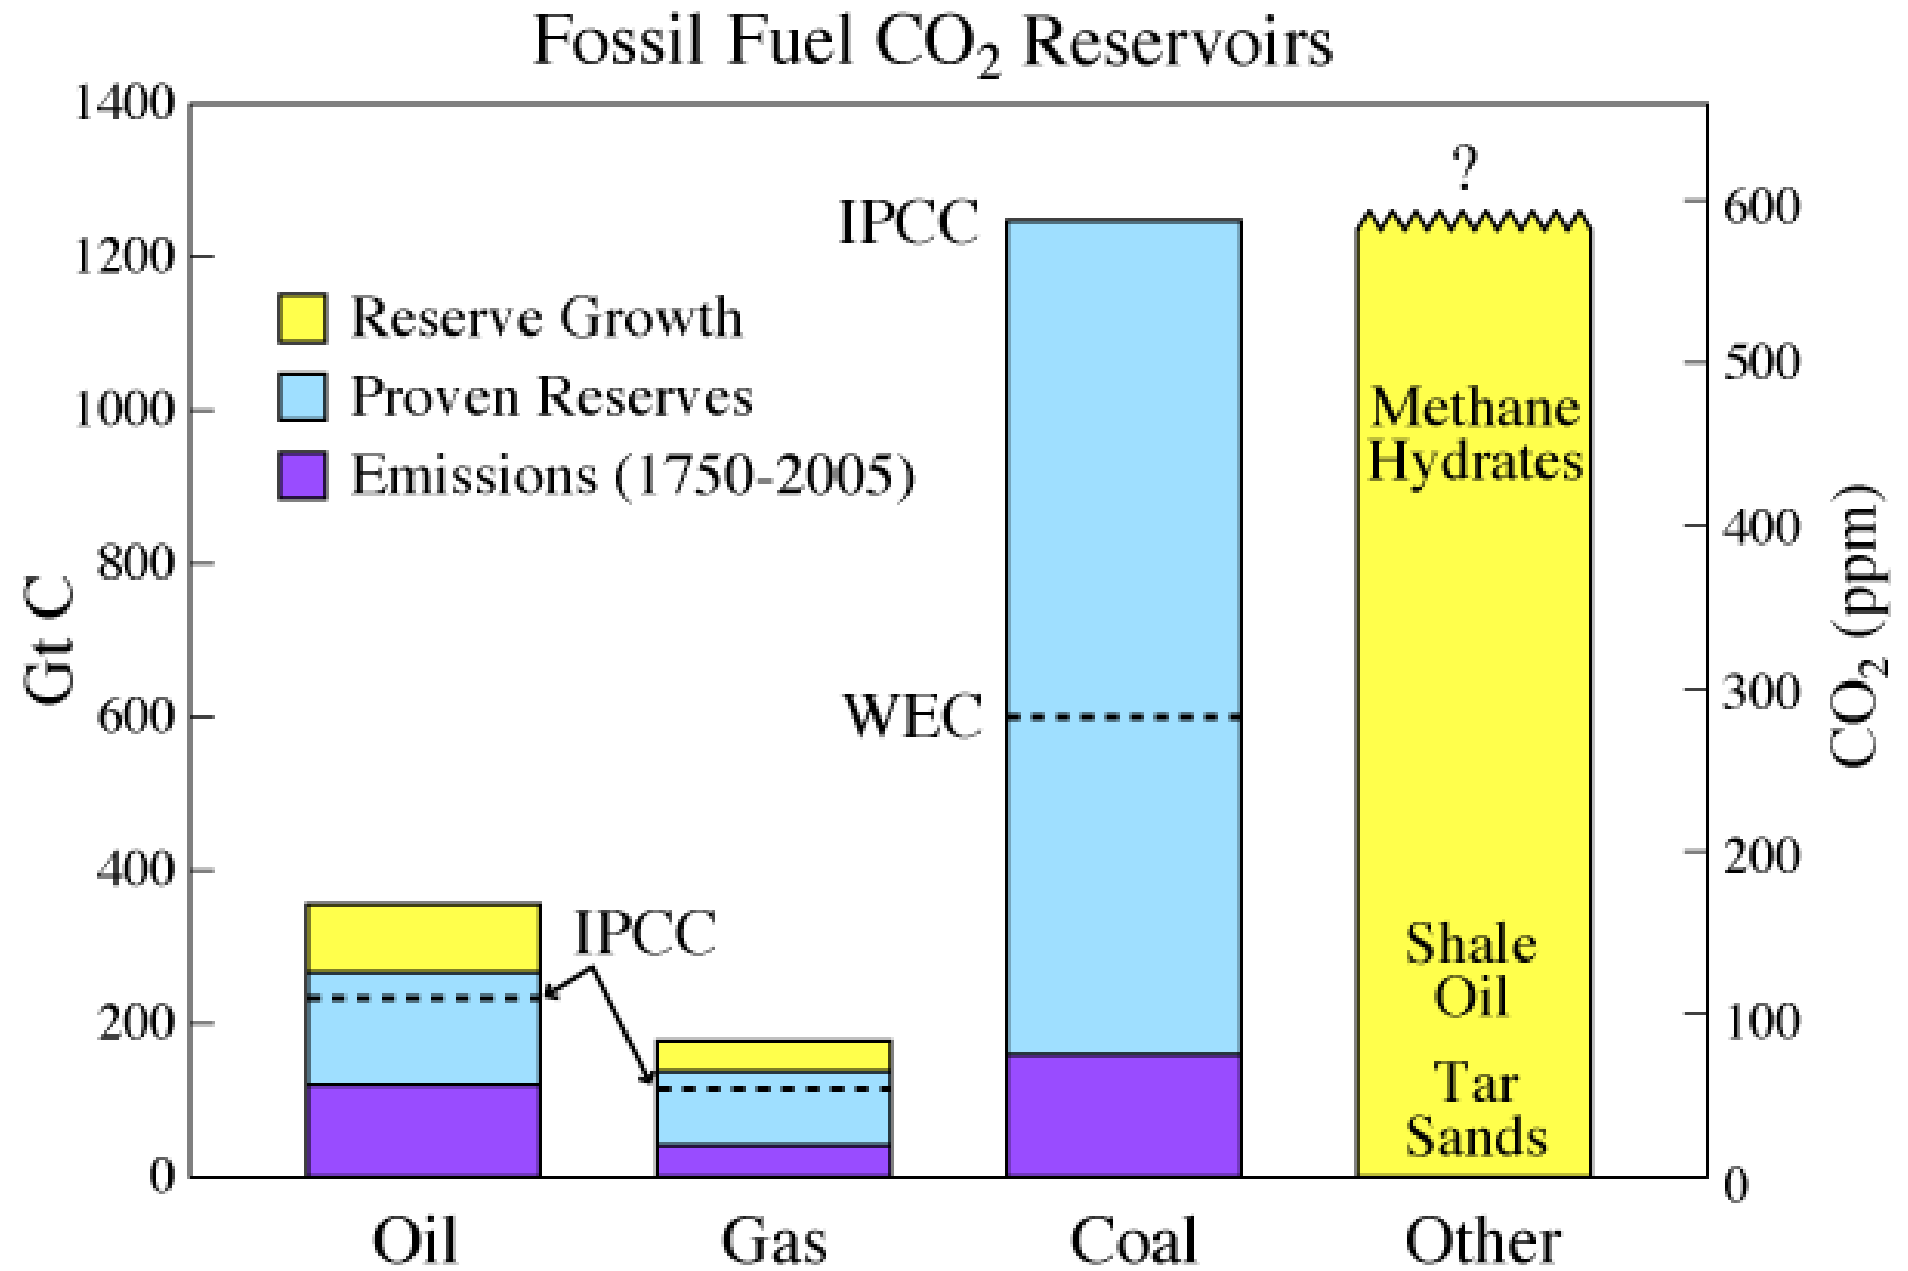 Fossil Fuel CO₂ Reservoirs
1400
1200
1000
800
600
400
200
0
Gt C
Reserve Growth
Proven Reserves
Emissions (1750-2005)
IPCC
WEC
IPCC
?
Methane
Hydrates
Shale
Oil
Tar
Sands
600
500
400
300
200
100
0
CO₂ (ppm)
Oil
Gas
Coal
Other